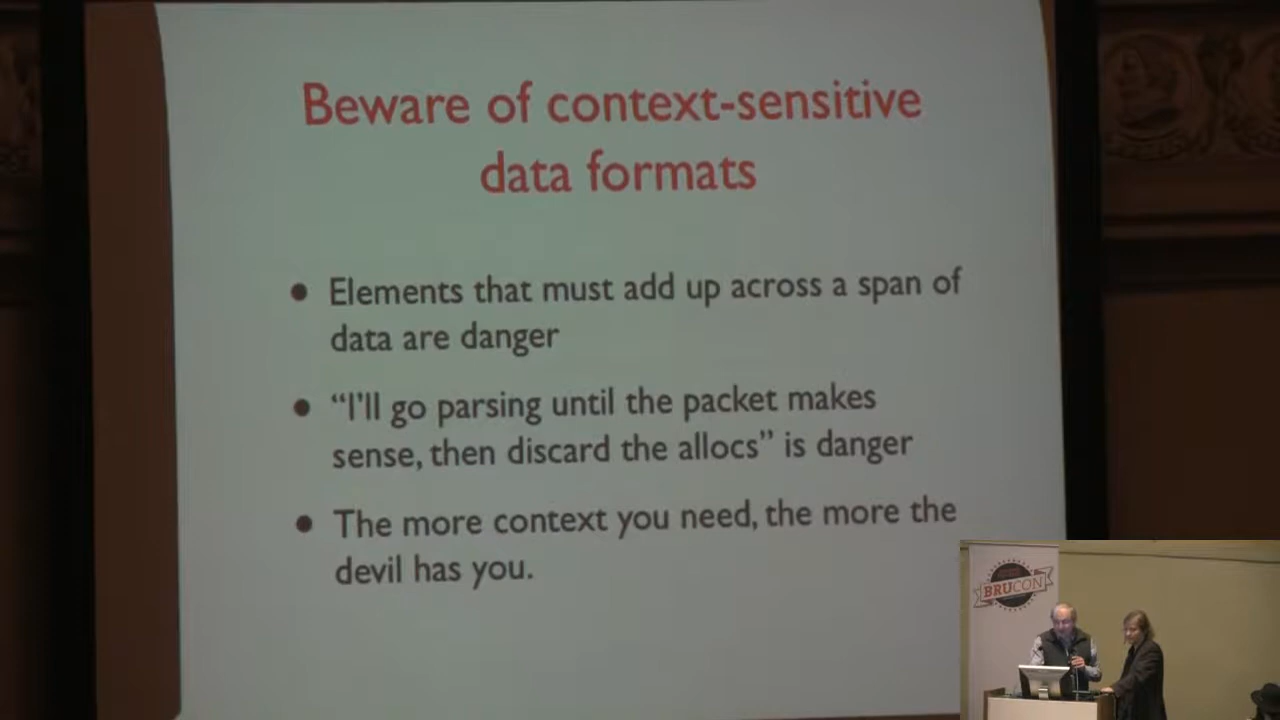 Beware of context-sensitive
data formats
• Elements that must add up across a span of
data are danger
• “I'll go parsing until the packet makes
sense, then discard the allocs” is danger
• The more context you need, the more the
devil has you.
BRUCON